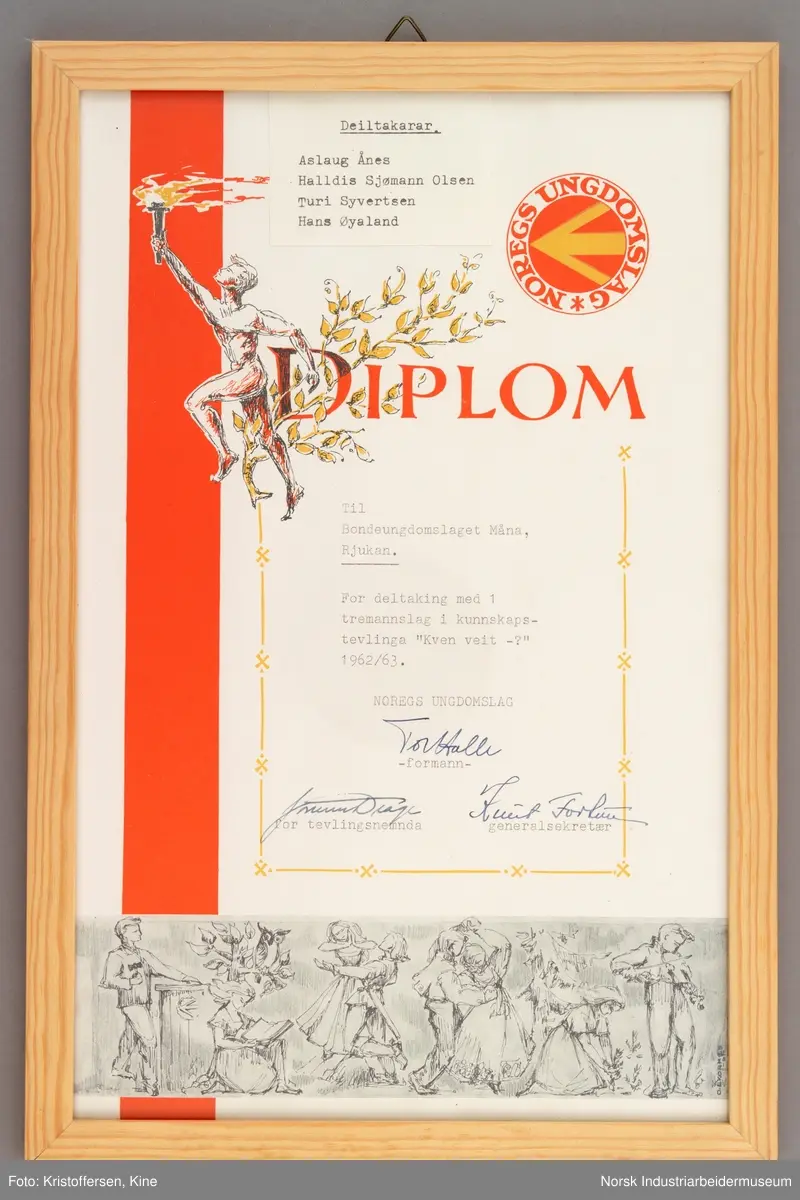 Deiltakarar.
Aslaug Ånes
Halldis Sjømann Olsen
Turi Syvertsen
Hans Øyaland
NOREGS UNGDOMSLAG *
DIPLOM
Til
Bondeungdomslaget Måna,
Rjukan.
For deltaking med 1
tremannslag i kunnskaps-
tevlinga "Kven veit -?"
1962/63.
NOREGS UNGDOMSLAG
Tor Halle
-formann-
for tevlingsnemnda
generalsekretær
Foto: Kristoffersen, Kine
Norsk Industriarbeidermuseum